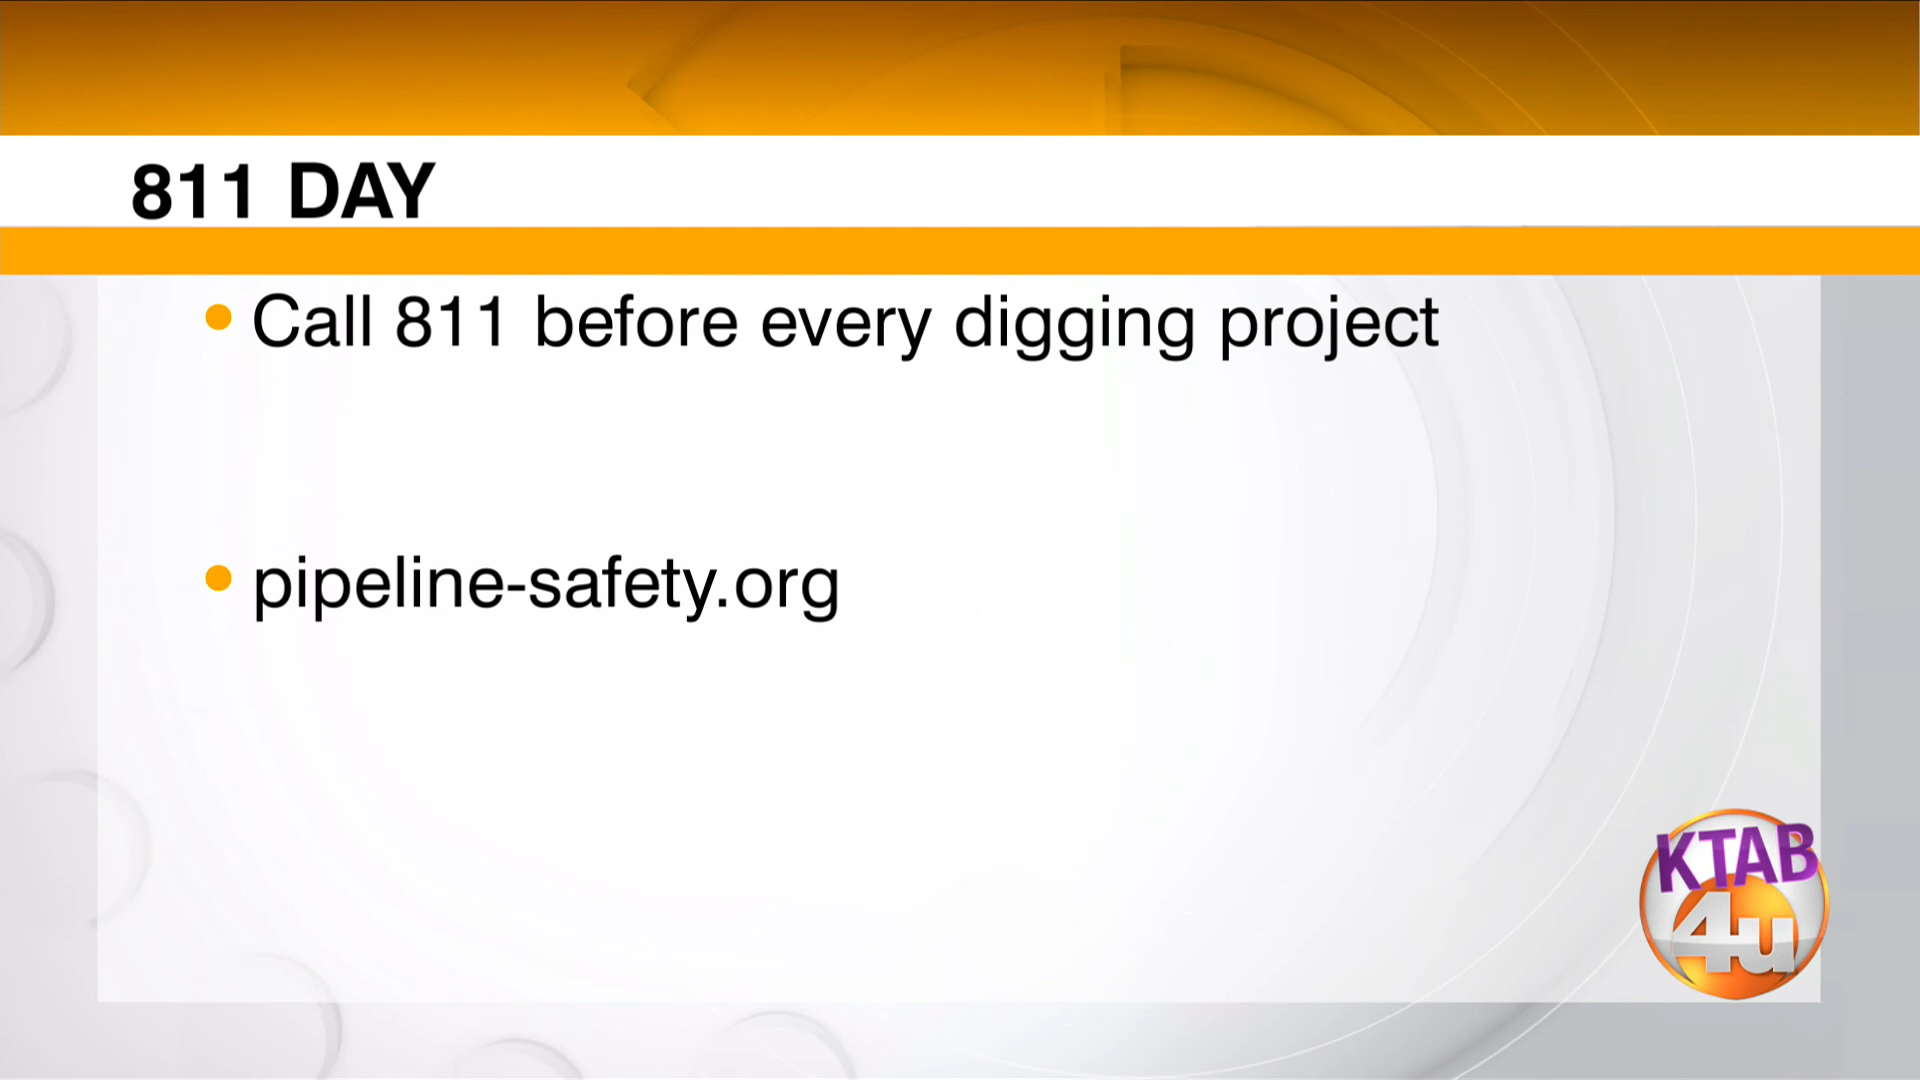 811 DAY
Call 811 before every digging project
pipeline-safety.org
KTAB
4u